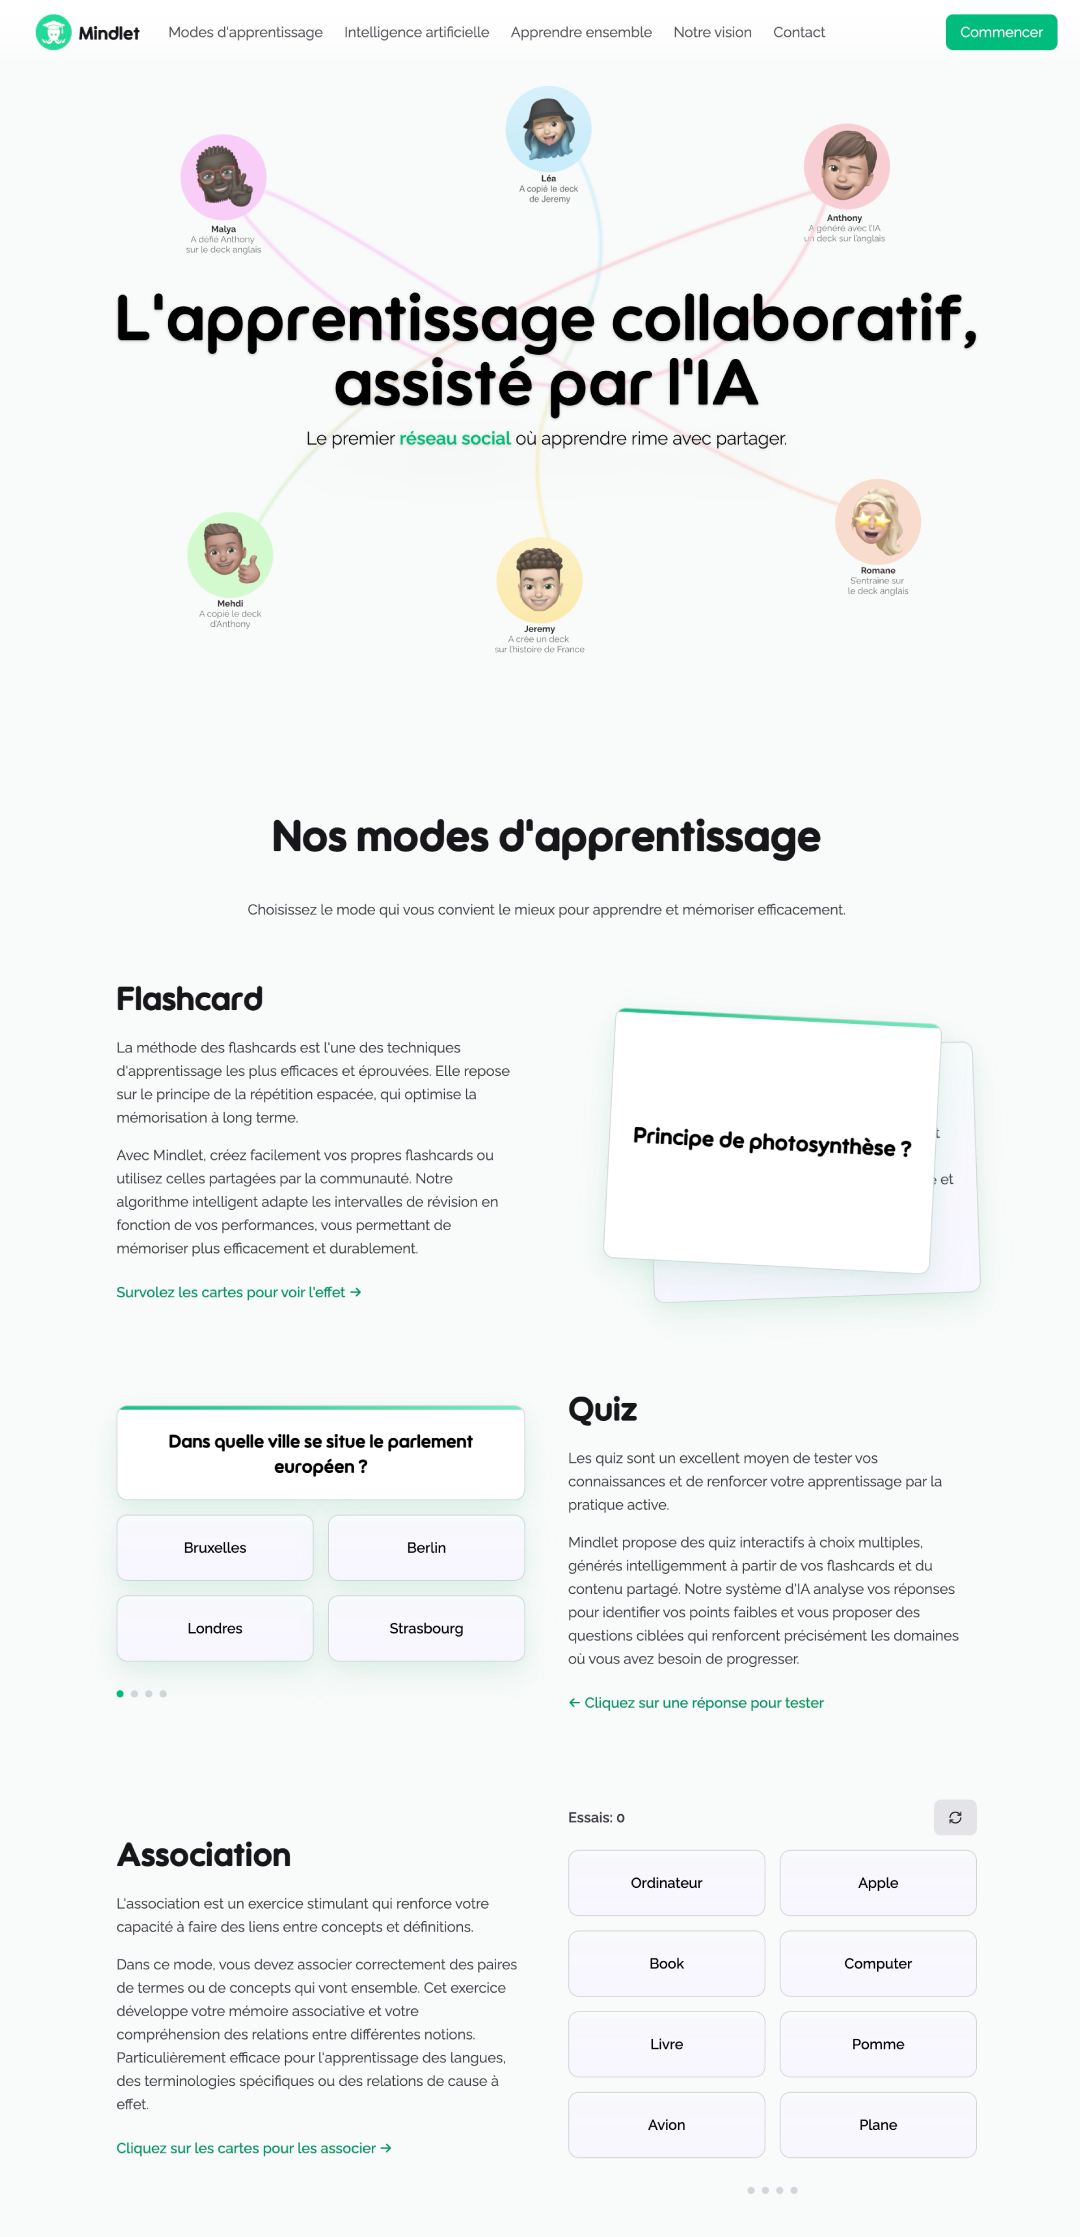 Mindlet
Modes d'apprentissage
Intelligence artificielle
Apprendre ensemble
Notre vision
Contact
Commencer
Léa
A copié le deck
de Jeremy
Malya
A défié Anthony
sur le deck anglais
Anthony
A généré avec l'IA
un deck sur l'anglais
L'apprentissage collaboratif,
assisté par l'IA
Le premier réseau social où apprendre rime avec partager.
Mehdi
A copié le deck
d'Anthony
Jeremy
A crée un deck
sur l'histoire de France
Romane
S'entraine sur
le deck anglais
Nos modes d'apprentissage
Choisissez le mode qui vous convient le mieux pour apprendre et mémoriser efficacement.
Flashcard
La méthode des flashcards est l'une des techniques
d'apprentissage les plus efficaces et éprouvées. Elle repose
sur le principe de la répétition espacée, qui optimise la
mémorisation à long terme.
Avec Mindlet, créez facilement vos propres flashcards ou
utilisez celles partagées par la communauté. Notre
algorithme intelligent adapte les intervalles de révision en
fonction de vos performances, vous permettant de
mémoriser plus efficacement et durablement.
Survolez les cartes pour voir l'effet →
Principe de photosynthèse ?
t
et
Dans quelle ville se situe le parlement
européen ?
Bruxelles
Berlin
Londres
Strasbourg
Quiz
Les quiz sont un excellent moyen de tester vos
connaissances et de renforcer votre apprentissage par la
pratique active.
Mindlet propose des quiz interactifs à choix multiples,
générés intelligemment à partir de vos flashcards et du
contenu partagé. Notre système d'IA analyse vos réponses
pour identifier vos points faibles et vous proposer des
questions ciblées qui renforcent précisément les domaines
où vous avez besoin de progresser.
← Cliquez sur une réponse pour tester
Association
L'association est un exercice stimulant qui renforce votre
capacité à faire des liens entre concepts et définitions.
Dans ce mode, vous devez associer correctement des paires
de termes ou de concepts qui vont ensemble. Cet exercice
développe votre mémoire associative et votre
compréhension des relations entre différentes notions.
Particulièrement efficace pour l'apprentissage des langues,
des terminologies spécifiques ou des relations de cause à
effet.
Cliquez sur les cartes pour les associer →
Essais: 0
Ordinateur
Apple
Book
Computer
Livre
Pomme
Avion
Plane